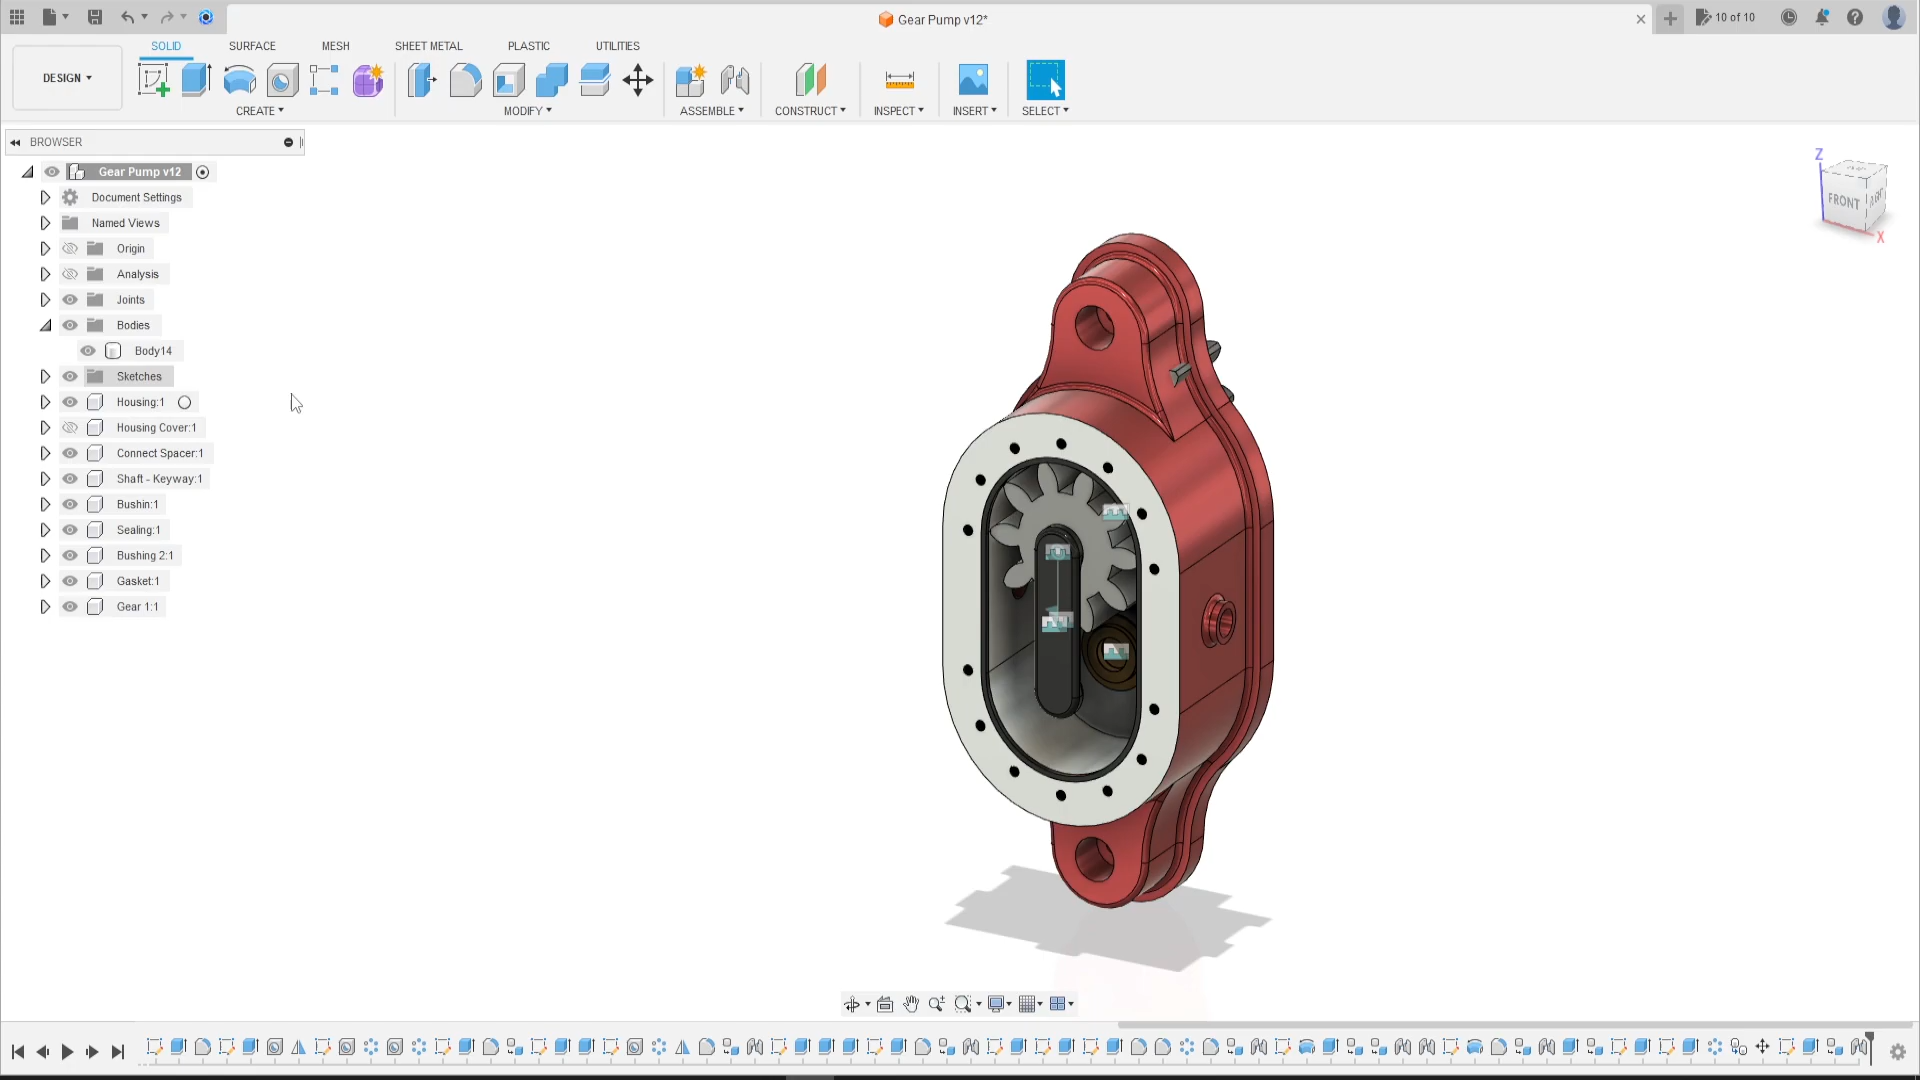 Gear Pump v12*
10 of 10
DESIGN
SOLID
SURFACE
MESH
SHEET METAL
PLASTIC
UTILITIES
CREATE
MODIFY
ASSEMBLE
CONSTRUCT
INSPECT
INSERT
SELECT
BROWSER
Gear Pump v12
Document Settings
Named Views
Origin
Analysis
Joints
Bodies
Body14
Sketches
Housing:1
Housing Cover:1
Connect Spacer:1
Shaft - Keyway:1
Bushin:1
Sealing:1
Bushing 2:1
Gasket:1
Gear 1:1
Z
FRONT
X